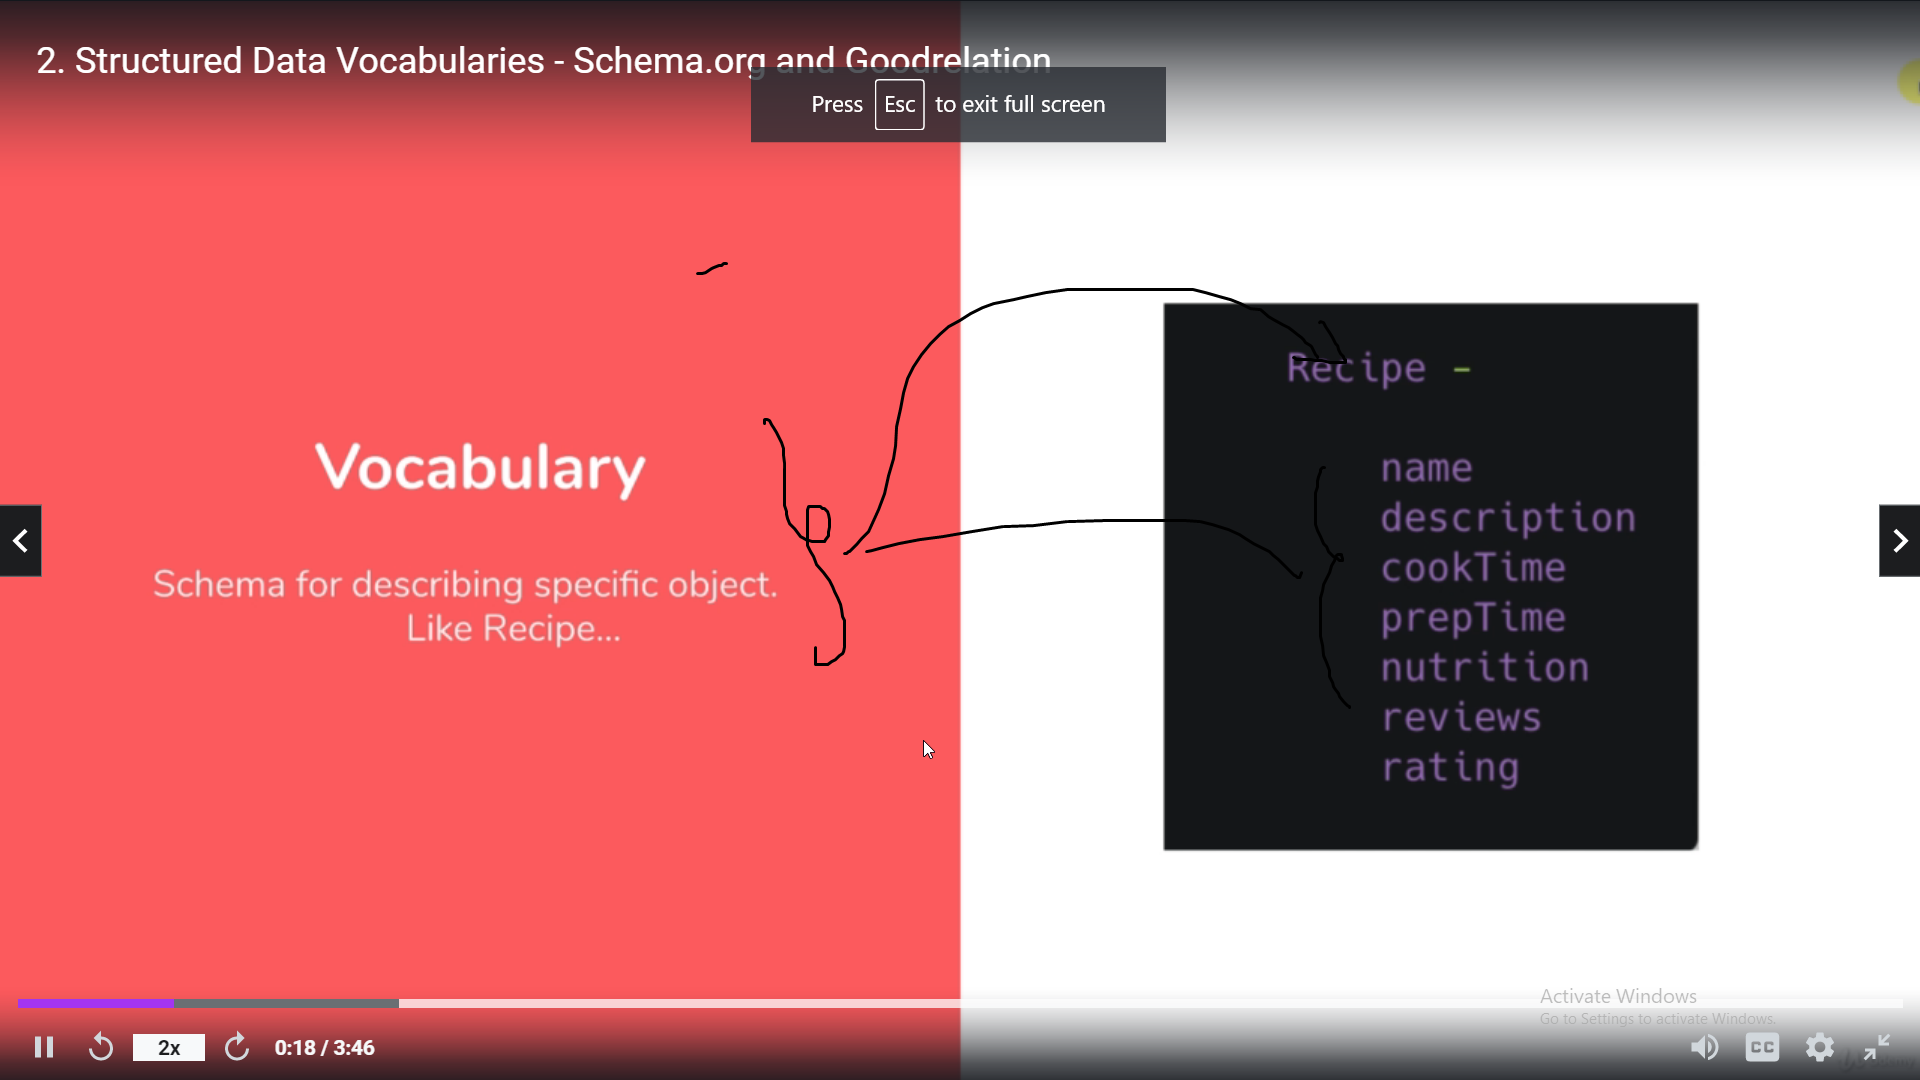 2. Structured Data Vocabularies - Schema.org and Goodrelation
Press Esc to exit full screen
Vocabulary
Schema for describing specific object.
Like Recipe...
Recipe -
name
description
cookTime
prepTime
nutrition
reviews
rating
Activate Windows
Go to Settings to activate Windows.
2x
0:18 / 3:46
CC